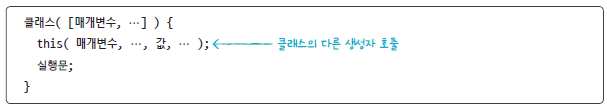 클래스( [매개변수, …] ) {
this( 매개변수, …, 값, … ); 클래스의 다른 생성자 호출
실행문;
}